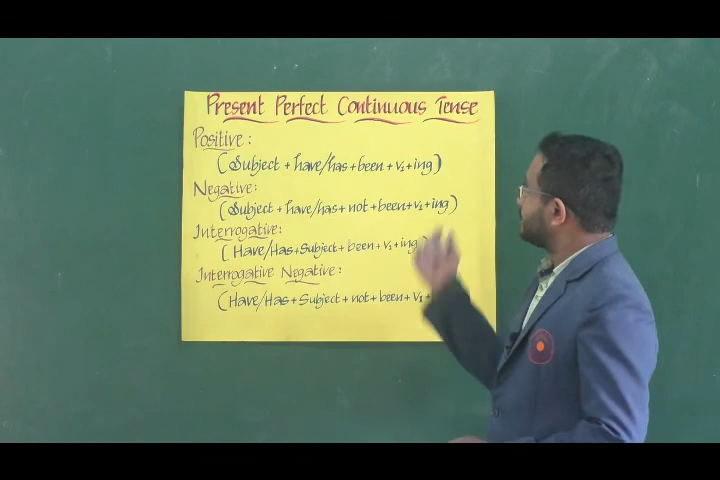 Present Perfect Continuous Tense
Positive:
(Subject + have/has + been + V₁ + ing)
Negative:
(Subject + have/has + not + been + V₁ + ing)
Interrogative:
(Have/Has + Subject + been + V₁ + ing)
Interrogative Negative:
(Have/Has + Subject + not + been + V₁ +